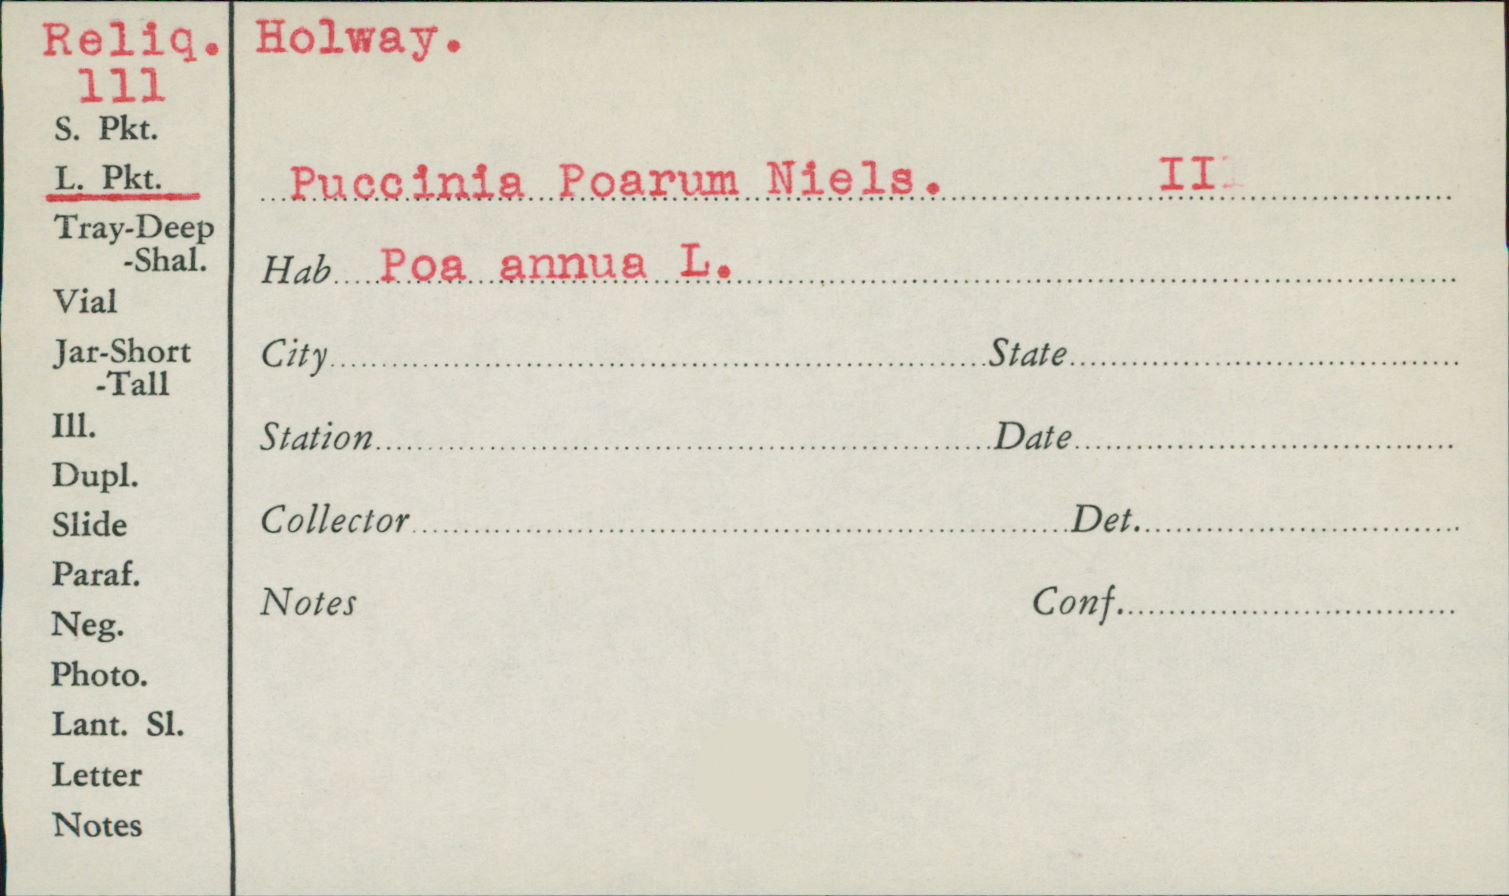 Reliq. Holway.
111
S. Pkt.
L. Pkt.
Puccinia Poarum Niels. II
Tray-Deep
-Shal.
Hab Poa annua L.
Vial
Jar-Short
-Tall
City State
Ill.
Station Date
Dupl.
Slide
Collector Det.
Paraf.
Neg.
Notes Conf.
Photo.
Lant. Sl.
Letter
Notes